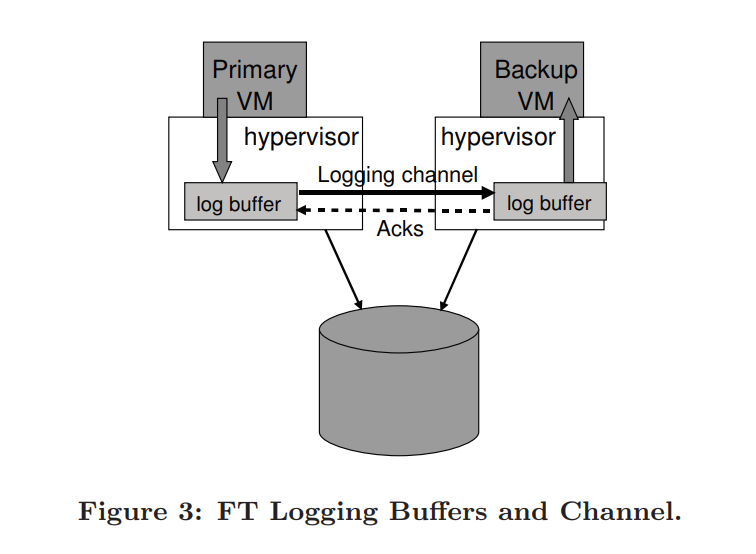 Primary
VM
Backup
VM
hypervisor
hypervisor
Logging channel
log buffer
log buffer
Acks
Figure 3: FT Logging Buffers and Channel.